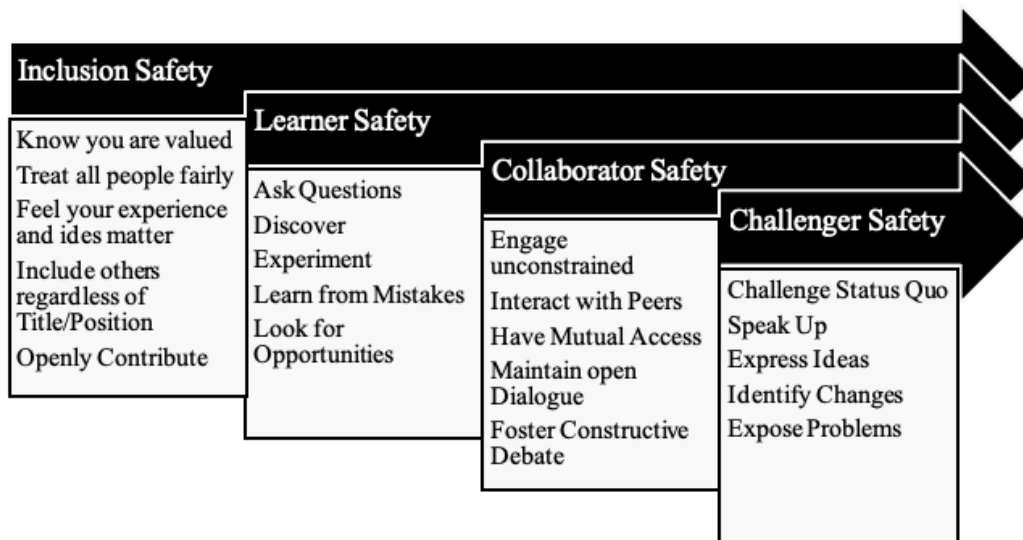 Inclusion Safety
Know you are valued
Treat all people fairly
Feel your experience
and ides matter
Include others
regardless of
Title/Position
Openly Contribute
Learner Safety
Ask Questions
Discover
Experiment
Learn from Mistakes
Look for
Opportunities
Collaborator Safety
Engage
unconstrained
Interact with Peers
Have Mutual Access
Maintain open
Dialogue
Foster Constructive
Debate
Challenger Safety
Challenge Status Quo
Speak Up
Express Ideas
Identify Changes
Expose Problems